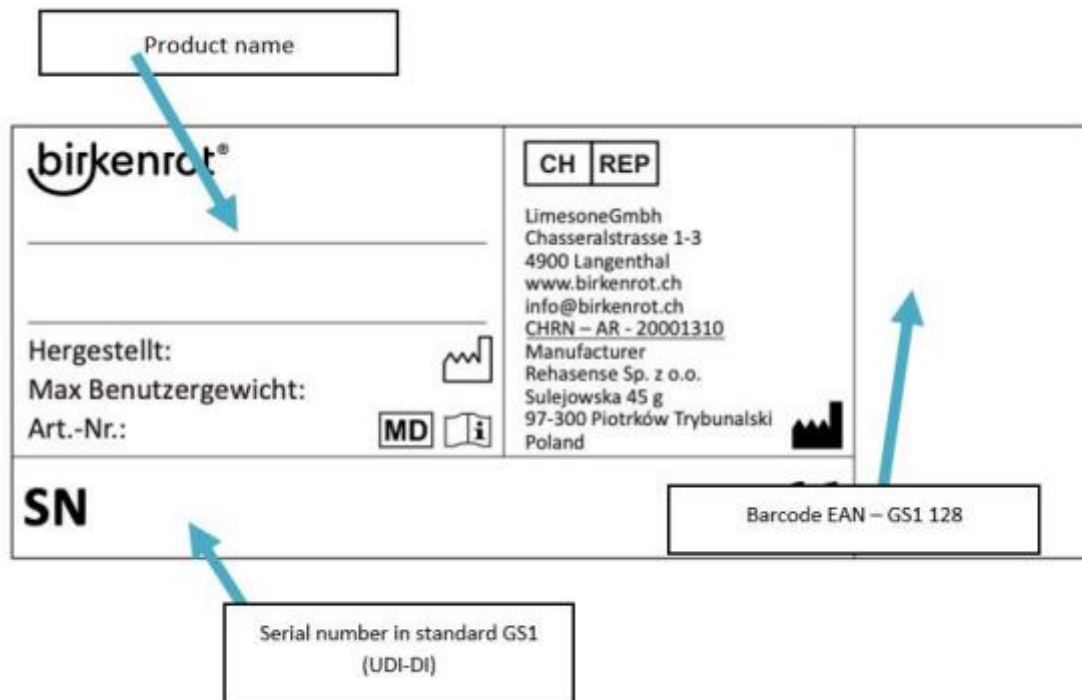 Product name
birkenrot®
Hergestellt:
Max Benutzergewicht:
Art.-Nr.:
MD
CH REP
LimesoneGmbh
Chasseralstrasse 1-3
4900 Langenthal
www.birkenrot.ch
info@birkenrot.ch
CHRN – AR - 20001310
Manufacturer
Rehasense Sp. z o.o.
Sulejowska 45 g
97-300 Piotrków Trybunalski
Poland
SN
Barcode EAN – GS1 128
Serial number in standard GS1
(UDI-DI)